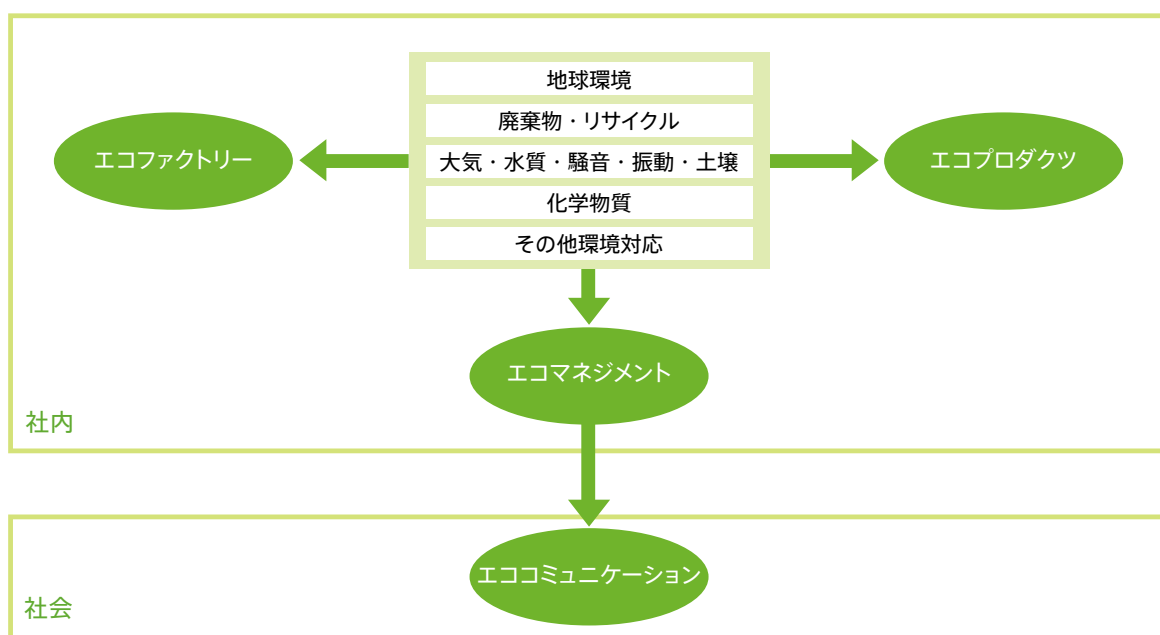 地球環境
廃棄物・リサイクル
エコファクトリー
大気・水質・騒音・振動・土壌
エコプロダクツ
化学物質
その他環境対応
エコマネジメント
社内
エココミュニケーション
社会